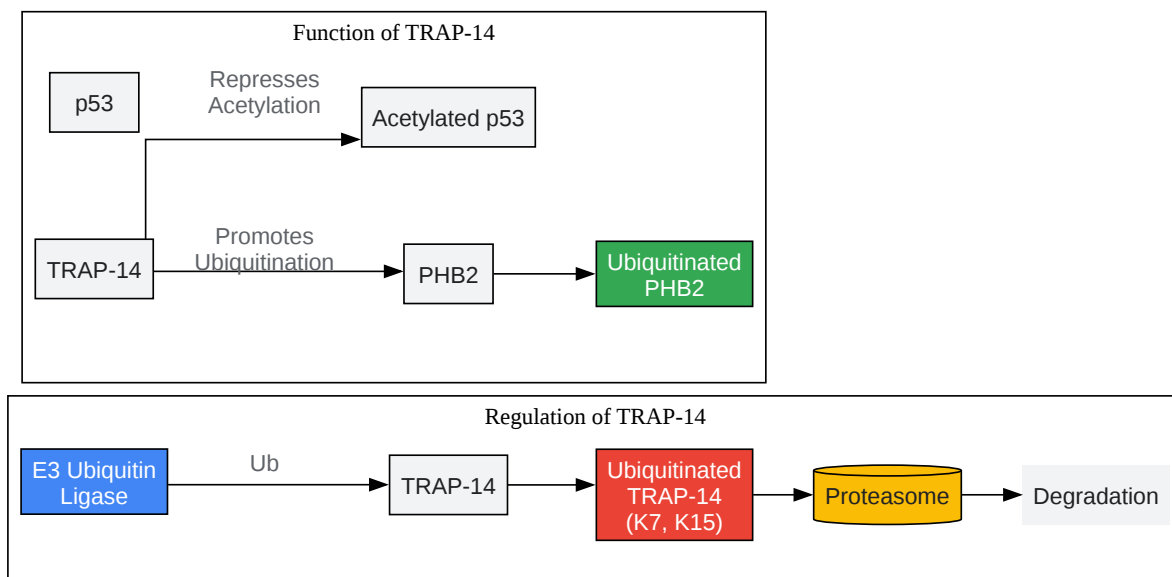 Function of TRAP-14
p53
Represses
Acetylation
Acetylated p53
TRAP-14
Promotes
Ubiquitination
PHB2
Ubiquitinated
PHB2
Regulation of TRAP-14
E3 Ubiquitin
Ligase
Ub
TRAP-14
Ubiquitinated
TRAP-14
(K7, K15)
Proteasome
Degradation